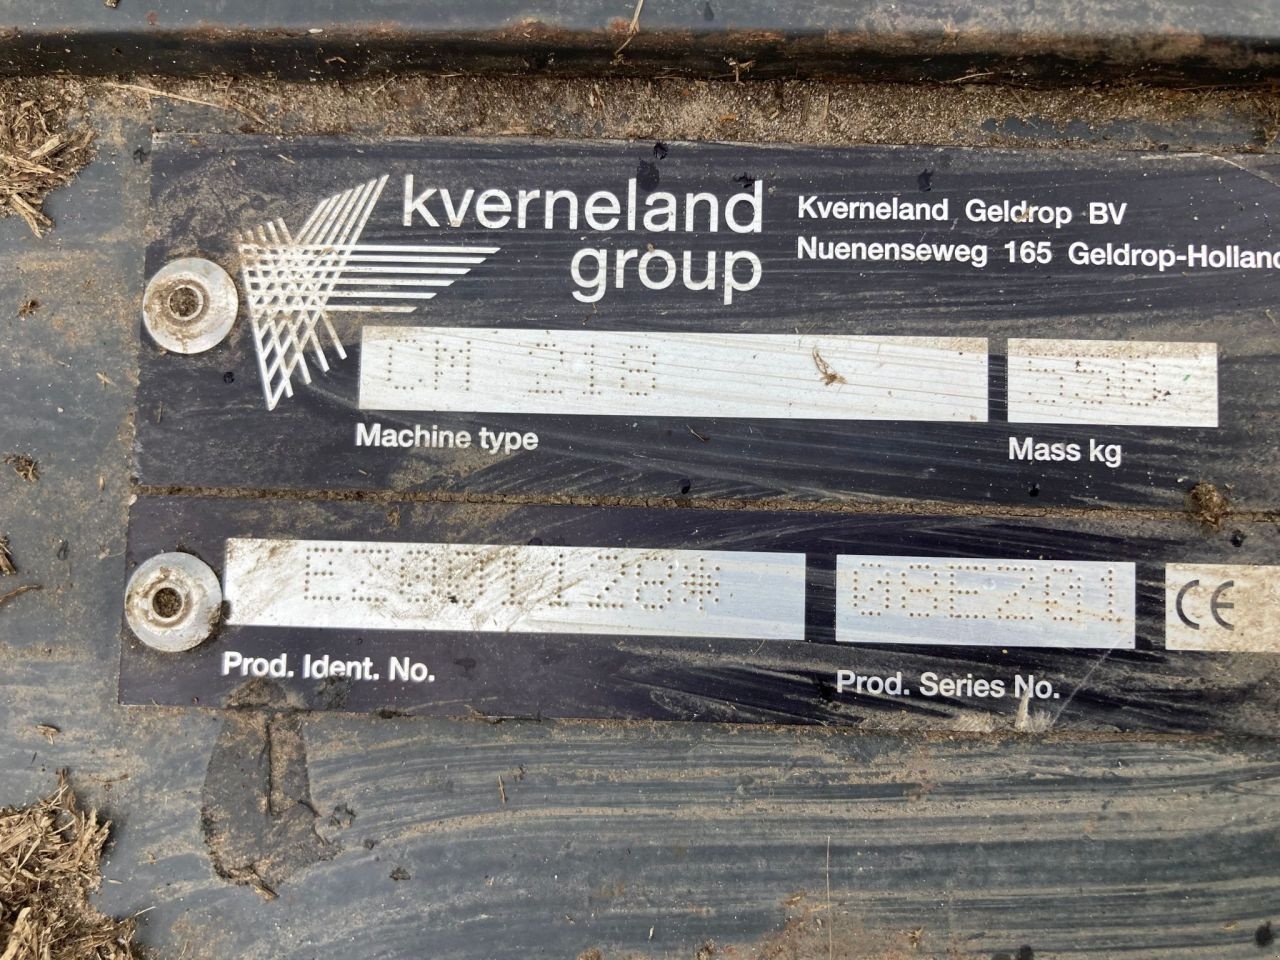 kverneland
group
Kverneland Geldrop BV
Nuenenseweg 165 Geldrop-Holland
CM 218
Machine type
Mass kg
CE
Prod. Ident. No.
Prod. Series No.